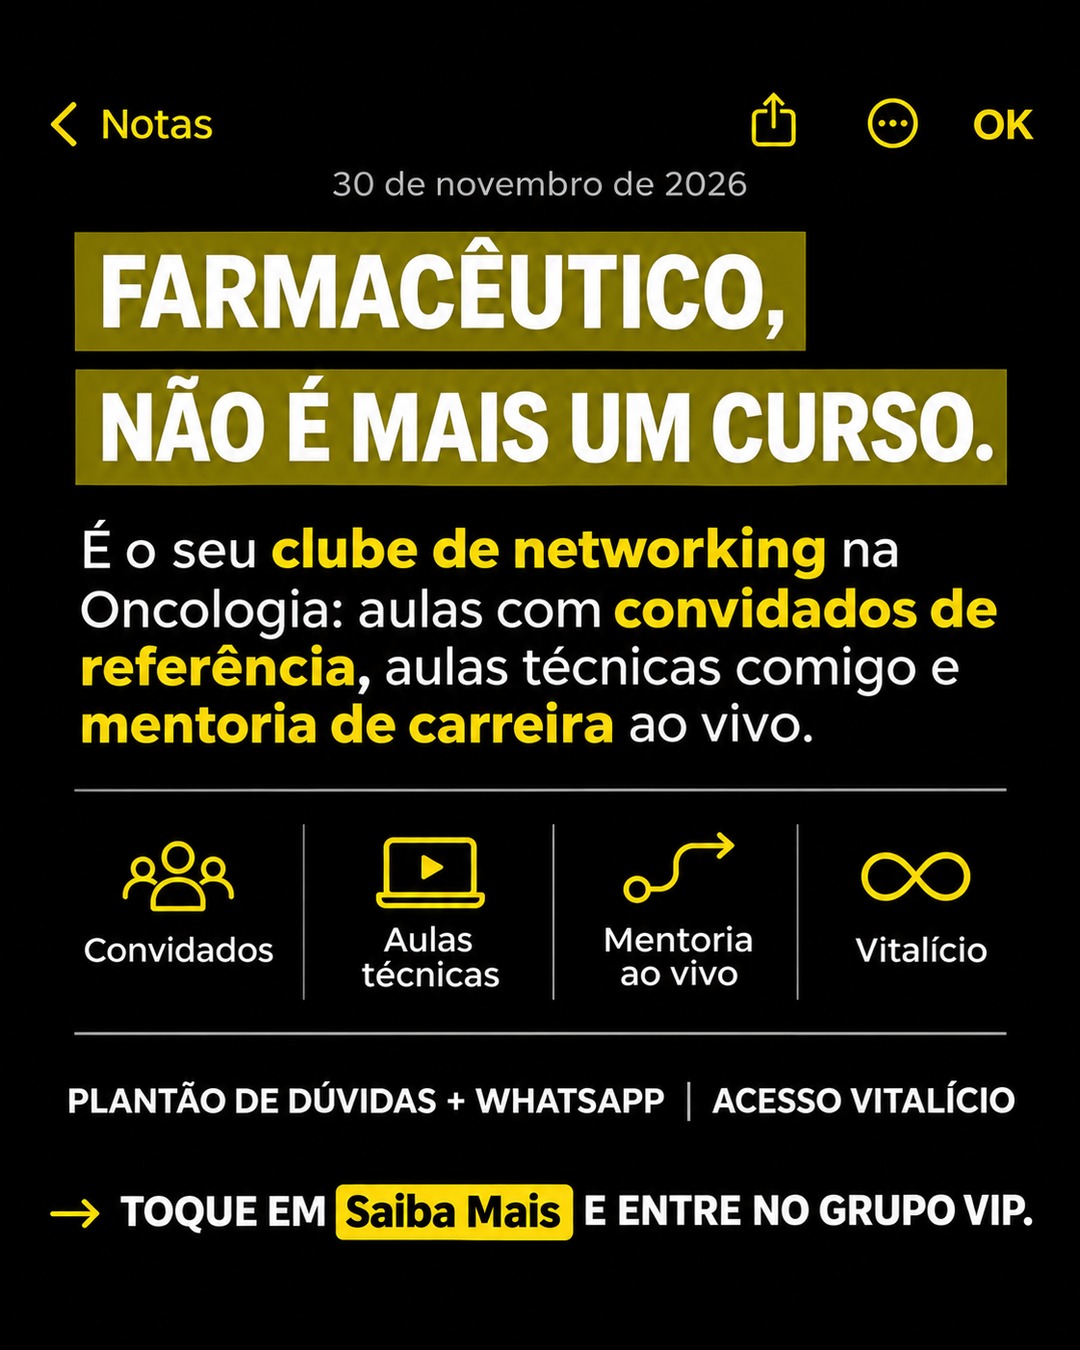 Notas
OK
30 de novembro de 2026
FARMACÊUTICO,
NÃO É MAIS UM CURSO.
É o seu clube de networking na
Oncologia: aulas com convidados de
referência, aulas técnicas comigo e
mentoria de carreira ao vivo.
Convidados
Aulas
técnicas
Mentoria
ao vivo
Vitalício
PLANTÃO DE DÚVIDAS + WHATSAPP | ACESSO VITALÍCIO
→ TOQUE EM Saiba Mais E ENTRE NO GRUPO VIP.